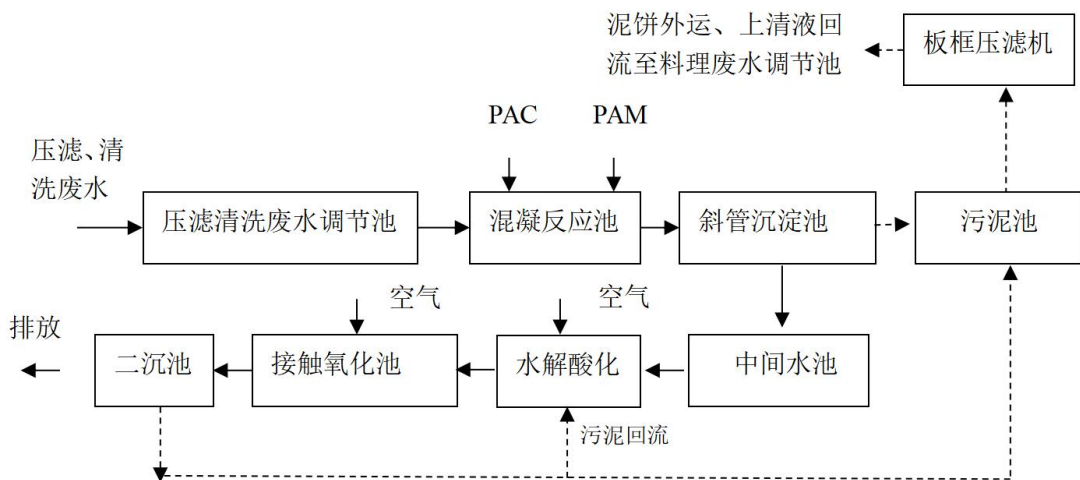 泥饼外运、上清液回
流至料理废水调节池
板框压滤机
PAC
PAM
压滤、清
洗废水
压滤清洗废水调节池
混凝反应池
斜管沉淀池
污泥池
空气
空气
排放
二沉池
接触氧化池
水解酸化
中间水池
污泥回流